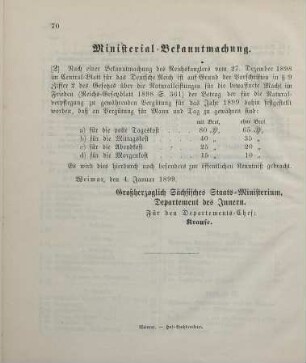 70
Ministerial-Bekanntmachung.
[2] Nach einer Bekanntmachung des Reichskanzlers vom 27. Dezember 1898
im Central-Blatt für das Deutsche Reich ist auf Grund der Vorschriften in § 9
Ziffer 2 des Gesetzes über die Naturalleistungen für die bewaffnete Macht im
Frieden (Reichs-Gesetzblatt 1898 S. 361) der Betrag der für die Natural-
verpflegung zu gewährenden Vergütung für das Jahr 1899 dahin festgestellt
worden, daß an Vergütung für Mann und Tag zu gewähren ist:
mit Brot, ohne Brot
a) für die volle Tageskost 80 Pf. 65 Pf.
b) für die Mittagskost 40 „ 35 „
c) für die Abendkost 25 „ 20 „
d) für die Morgenkost 15 „ 10 „
Es wird dies hierdurch noch besonders zur öffentlichen Kenntniß gebracht.
Weimar, den 4. Januar 1899.
Großherzoglich Sächsisches Staats-Ministerium,
Departement des Innern.
Für den Departements-Chef:
Krause.
Weimar. — Hof-Buchdruckerei.